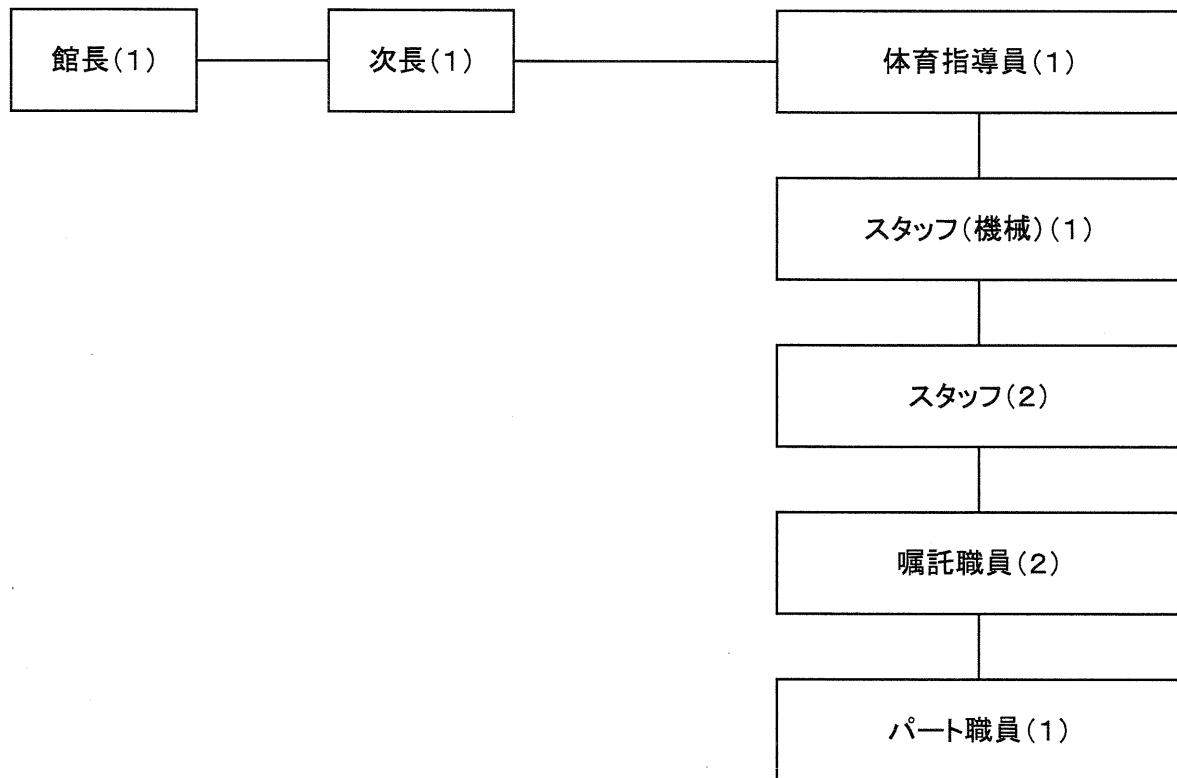 館長(1)
次長(1)
体育指導員(1)
スタッフ(機械)(1)
スタッフ(2)
嘱託職員(2)
パート職員(1)